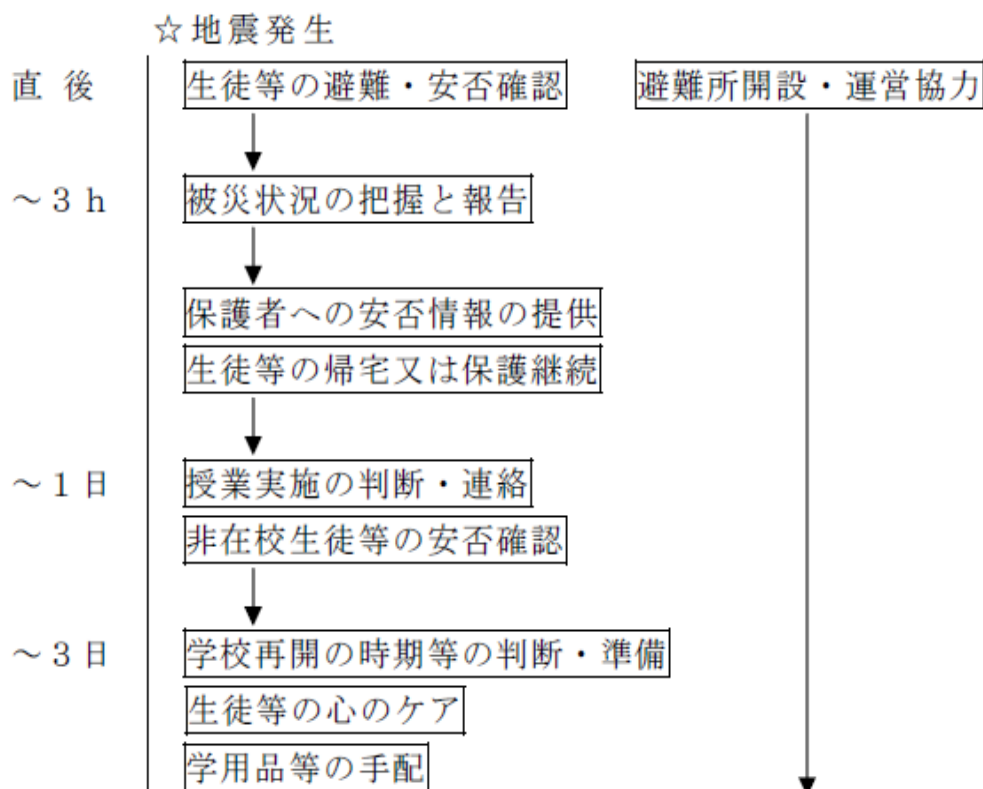 ☆地震発生
直後 生徒等の避難・安否確認 避難所開設・運営協力
～3h 被災状況の把握と報告
保護者への安否情報の提供
生徒等の帰宅又は保護継続
～1日 授業実施の判断・連絡
非在校生徒等の安否確認
～3日 学校再開の時期等の判断・準備
生徒等の心のケア
学用品等の手配